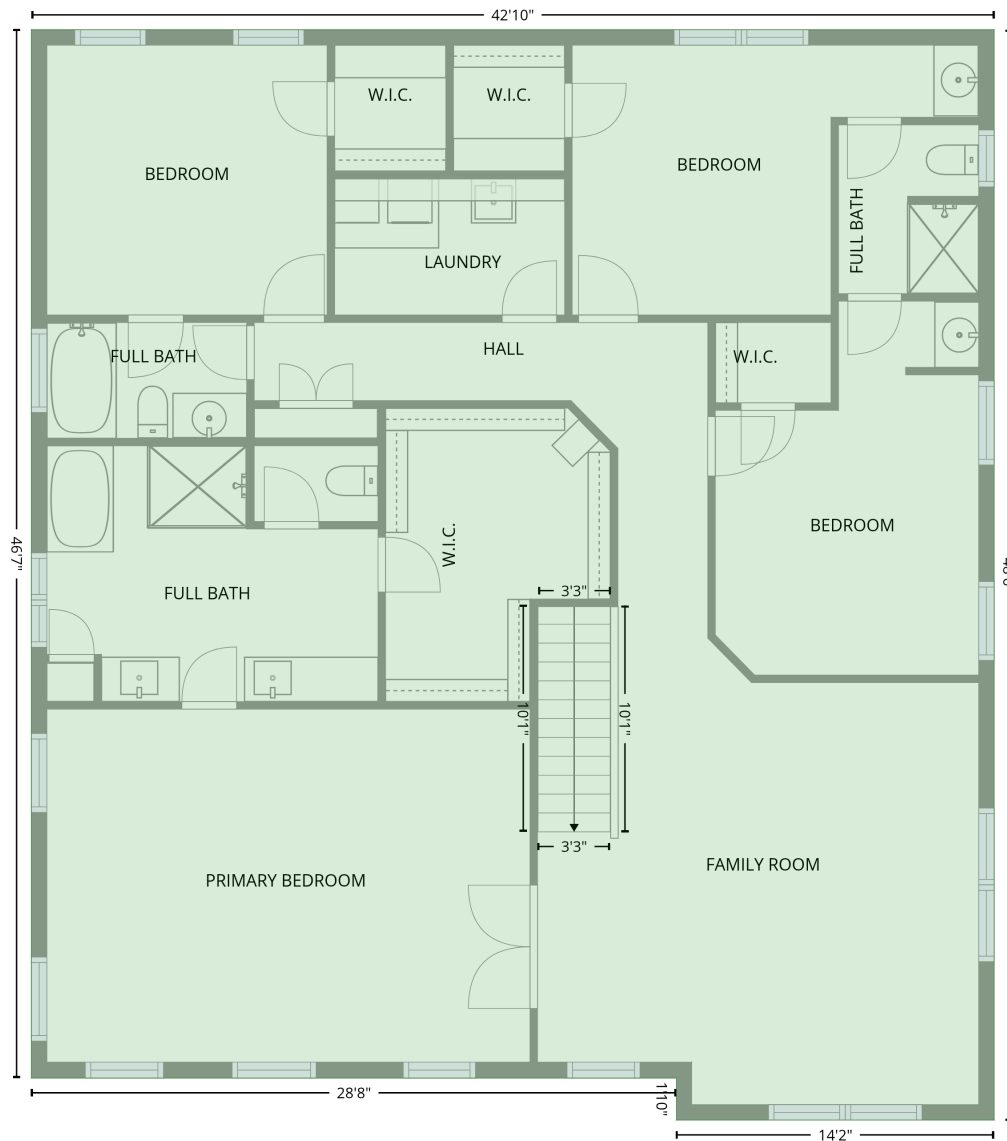 42'10"
W.I.C.
W.I.C.
BEDROOM
BEDROOM
FULL BATH
LAUNDRY
HALL
FULL BATH
W.I.C.
BEDROOM
W.I.C.
46'7"
3'3"
FULL BATH
10'1"
10'1"
3'3"
FAMILY ROOM
PRIMARY BEDROOM
28'8"
1'10"
14'2"